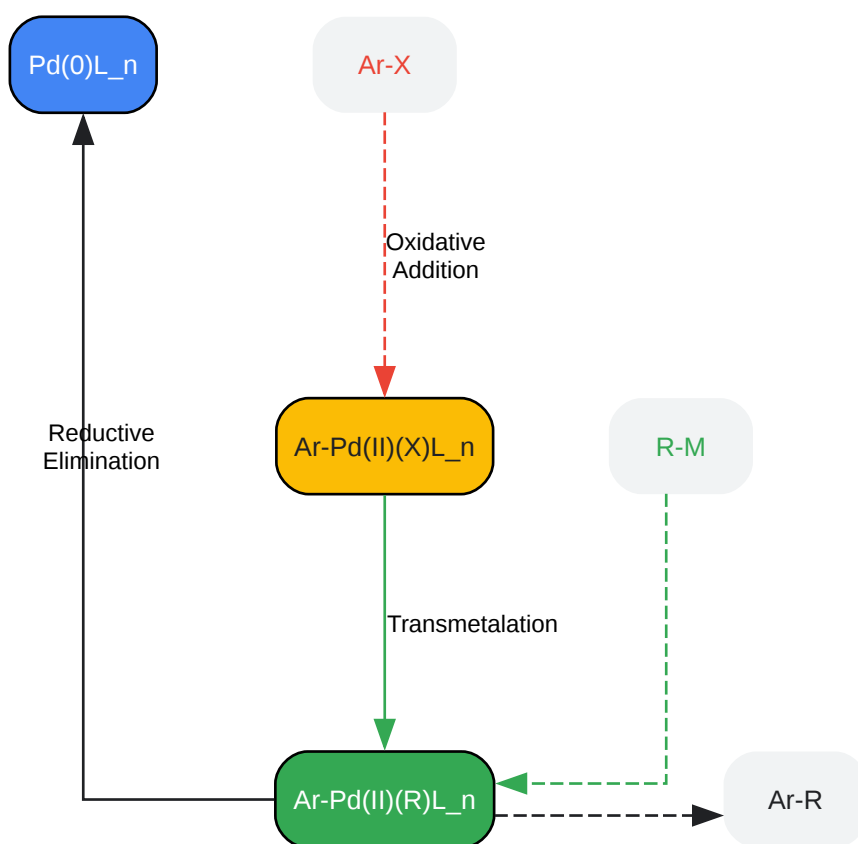 Pd(0)L_n
Ar-X
Oxidative
Addition
Reductive
Elimination
Ar-Pd(II)(X)L_n
R-M
Transmetalation
Ar-Pd(II)(R)L_n
Ar-R